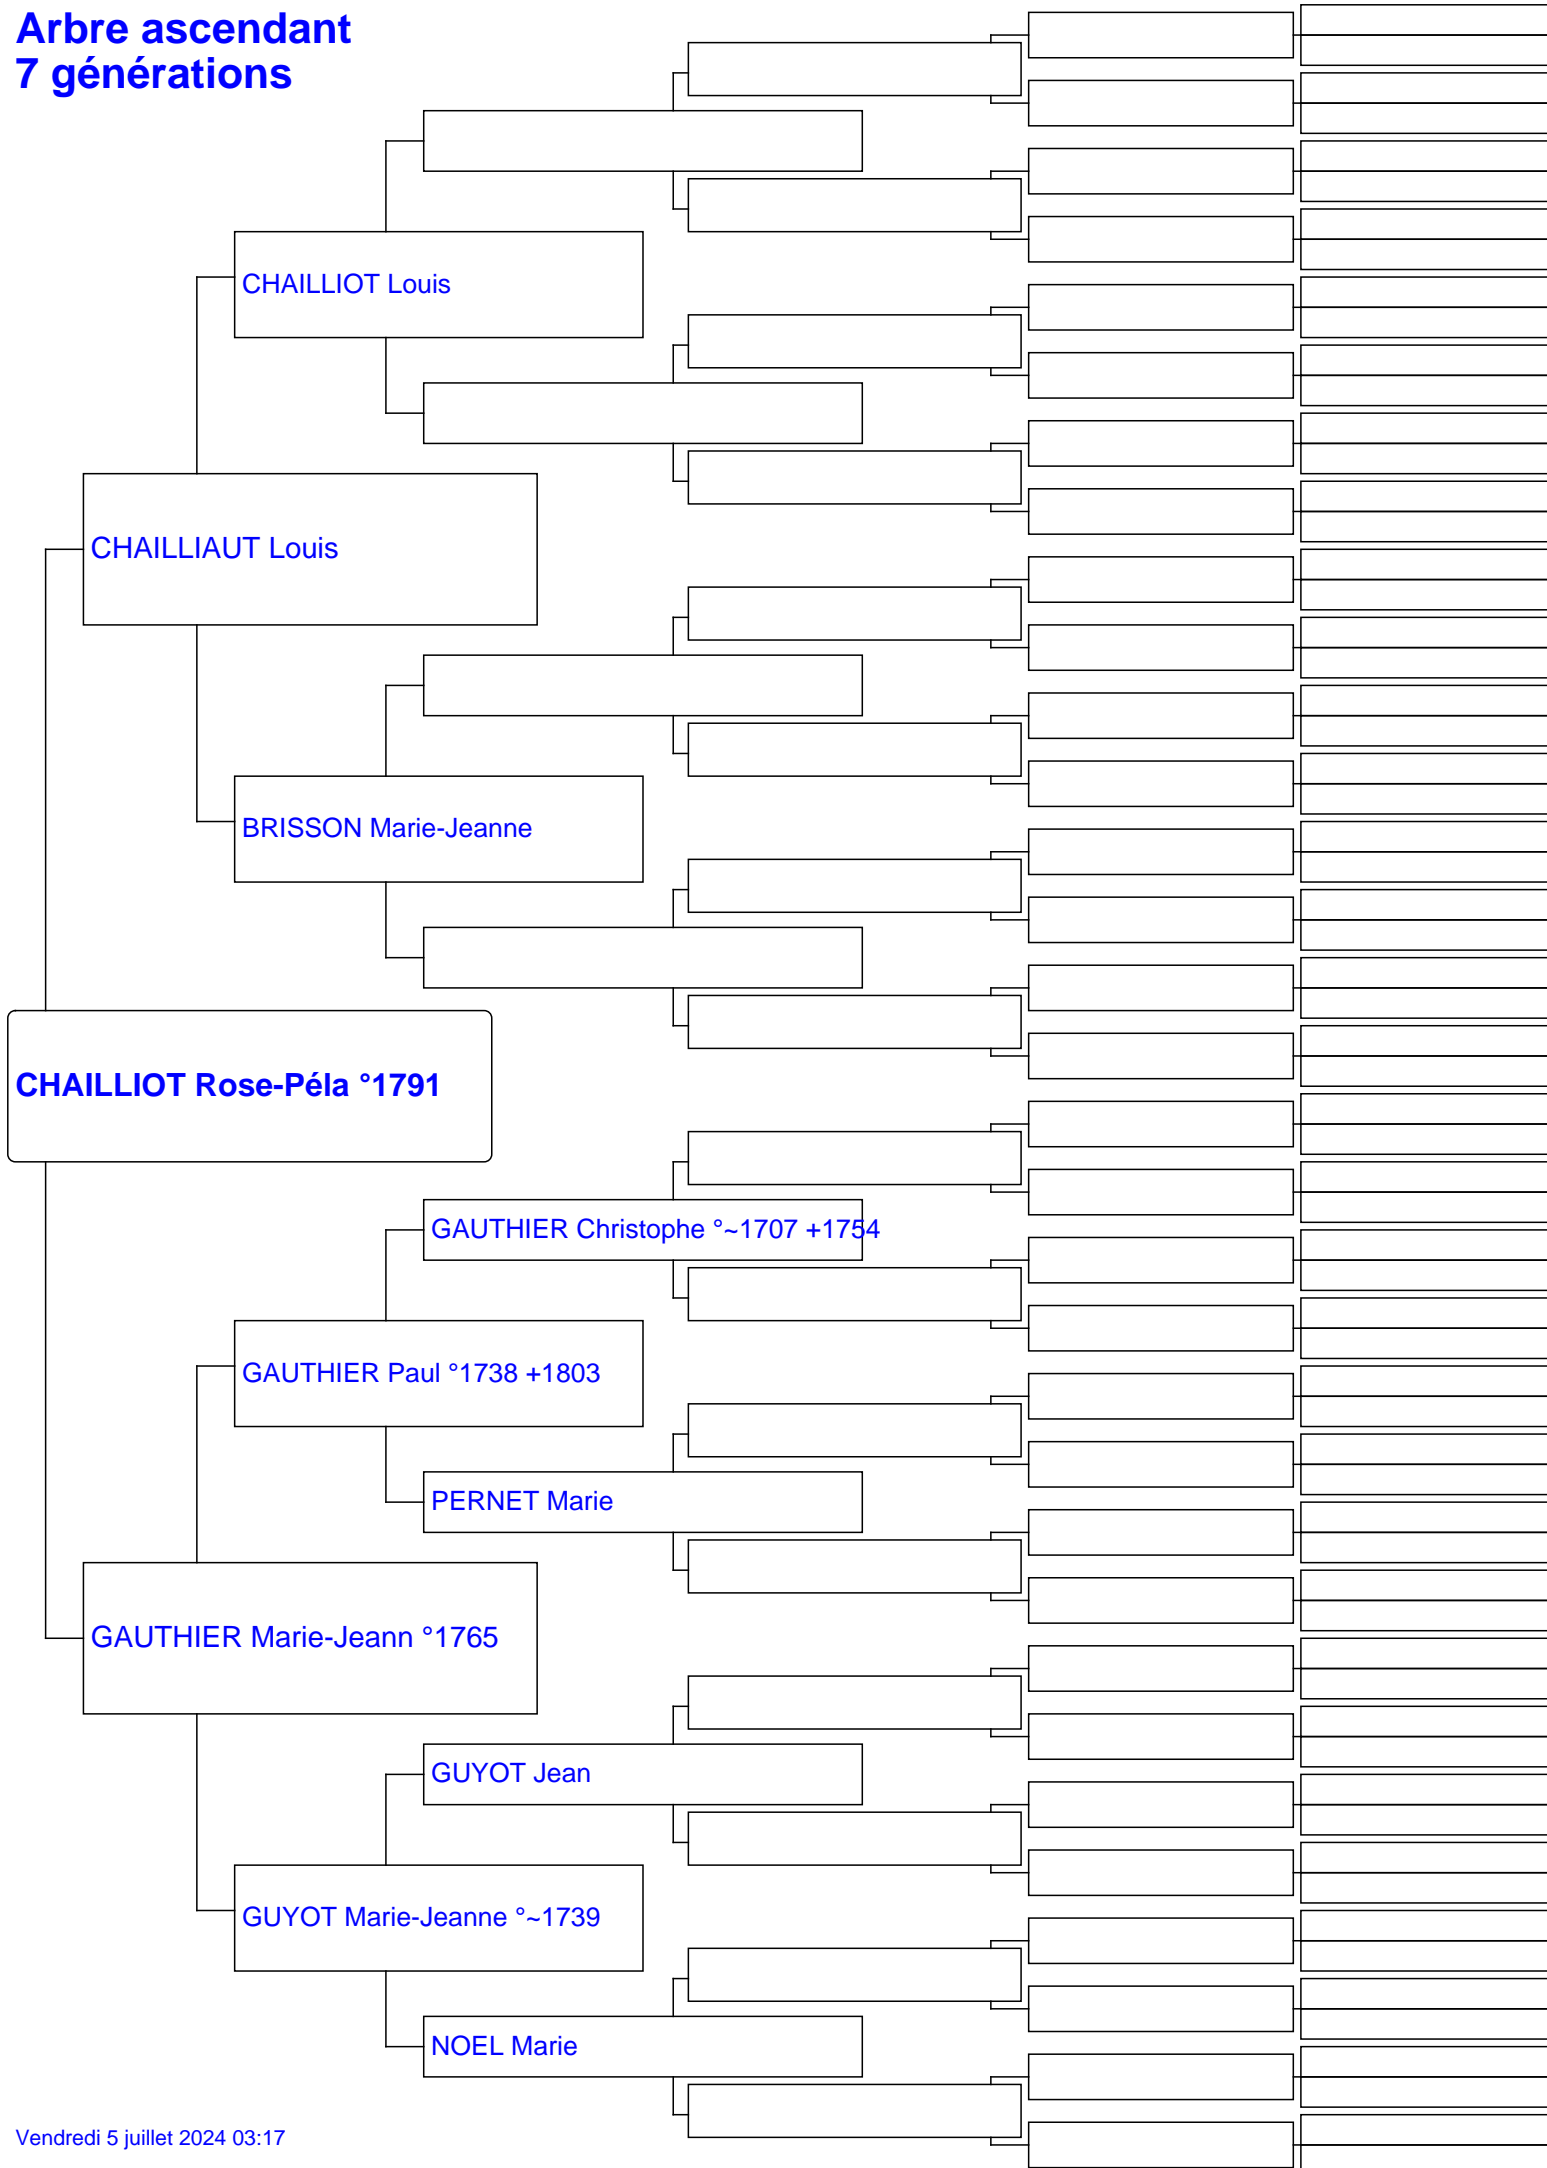 Arbre ascendant
7 générations
CHAILLIOT Louis
CHAILLIAUT Louis
BRISSON Marie-Jeanne
CHAILLIOT Rose-Péla °1791
GAUTHIER Christophe °~1707 +1754
GAUTHIER Paul °1738 +1803
PERNET Marie
GAUTHIER Marie-Jeann °1765
GUYOT Jean
GUYOT Marie-Jeanne °~1739
NOEL Marie
Vendredi 5 juillet 2024 03:17